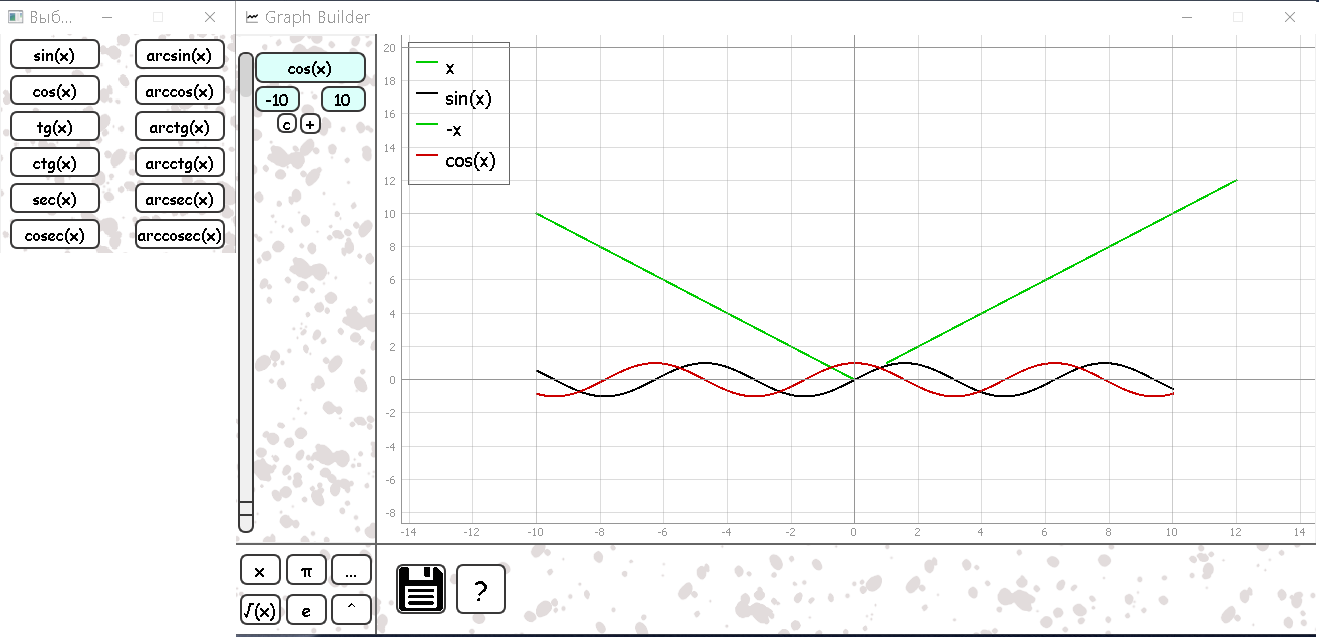 Выб...
sin(x) arcsin(x)
cos(x) arccos(x)
tg(x) arctg(x)
ctg(x) arcctg(x)
sec(x) arcsec(x)
cosec(x) arccosec(x)
Graph Builder
cos(x)
-10 10
c +
x
sin(x)
-x
cos(x)
20
18
16
14
12
10
8
6
4
2
0
-2
-4
-6
-8
-14 -12 -10 -8 -6 -4 -2 0 2 4 6 8 10 12 14
x π ...
√(x) e ^
?